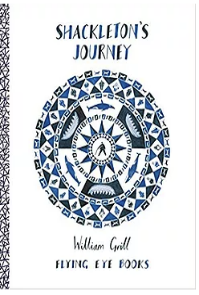 SHACKLETON'S
JOURNEY
William Grill
FLYING EYE BOOKS